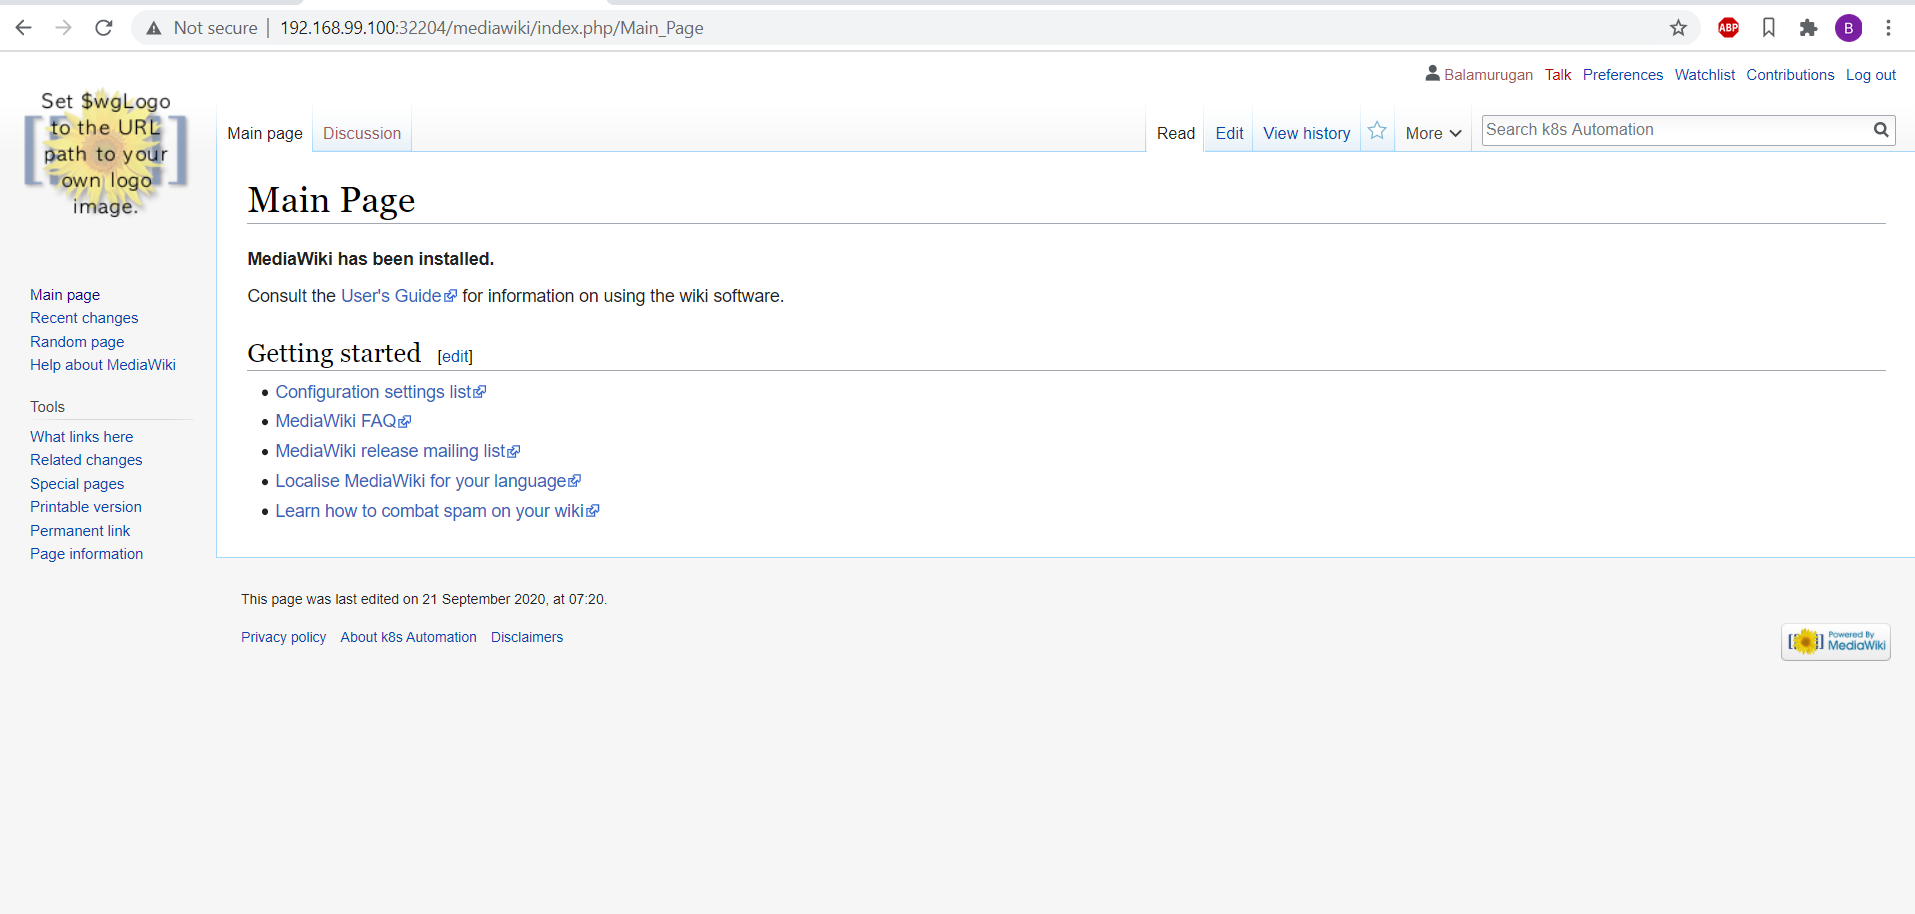 Not secure | 192.168.99.100:32204/mediawiki/index.php/Main_Page
ABP
B
Balamurugan Talk Preferences Watchlist Contributions Log out
Set $wgLogo
to the URL
path to your
own logo
image.
Main page Discussion Read Edit View history More Search k8s Automation
Main Page
MediaWiki has been installed.
Consult the User's Guide for information on using the wiki software.
Getting started [edit]
• Configuration settings list
• MediaWiki FAQ
• MediaWiki release mailing list
• Localise MediaWiki for your language
• Learn how to combat spam on your wiki
Main page
Recent changes
Random page
Help about MediaWiki
Tools
What links here
Related changes
Special pages
Printable version
Permanent link
Page information
This page was last edited on 21 September 2020, at 07:20.
Privacy policy About k8s Automation Disclaimers
Powered By
MediaWiki